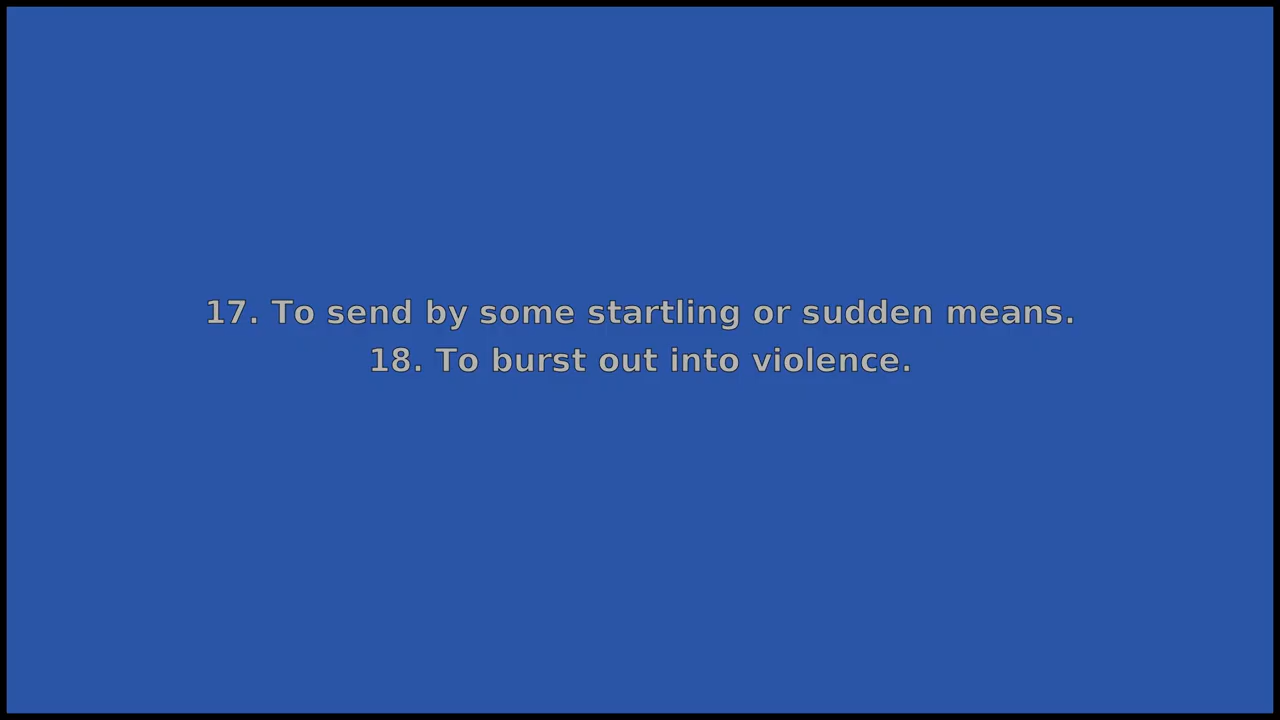 17. To send by some startling or sudden means.
18. To burst out into violence.